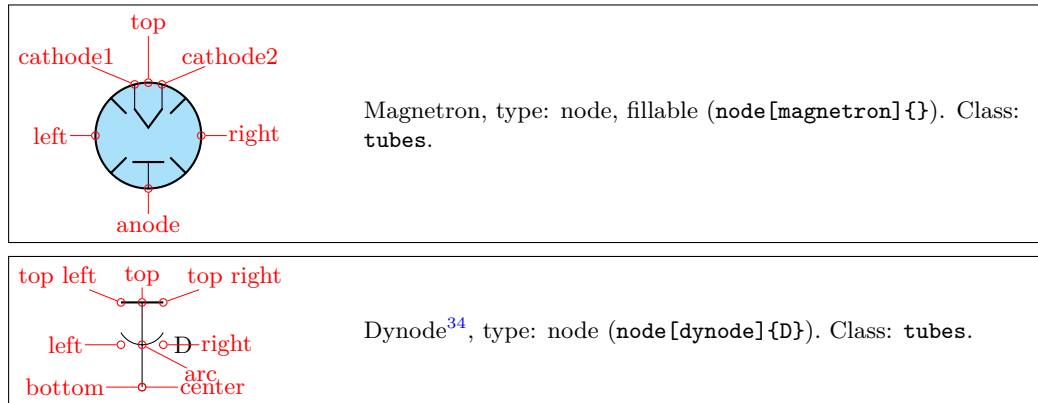 top
cathode1 cathode2
left right
anode
Magnetron, type: node, fillable (node[magnetron]{}). Class:
tubes.
top left top top right
left D right
arc
bottom center
Dynode34, type: node (node[dynode]{D}). Class: tubes.